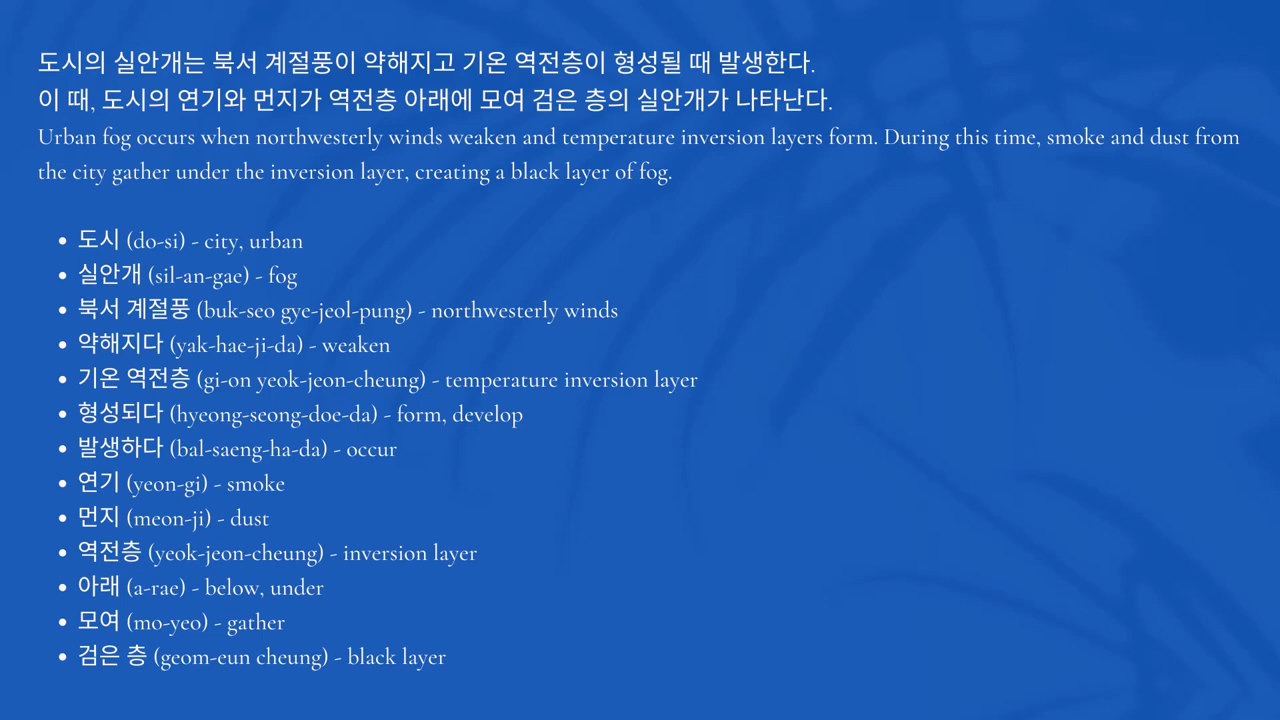 도시의 실안개는 북서 계절풍이 약해지고 기온 역전층이 형성될 때 발생한다.
이 때, 도시의 연기와 먼지가 역전층 아래에 모여 검은 층의 실안개가 나타난다.
Urban fog occurs when northwesterly winds weaken and temperature inversion layers form. During this time, smoke and dust from
the city gather under the inversion layer, creating a black layer of fog.
• 도시 (do-si) - city, urban
• 실안개 (sil-an-gae) - fog
• 북서 계절풍 (buk-seo gye-jeol-pung) - northwesterly winds
• 약해지다 (yak-hae-ji-da) - weaken
• 기온 역전층 (gi-on yeok-jeon-cheung) - temperature inversion layer
• 형성되다 (hyeong-seong-doe-da) - form, develop
• 발생하다 (bal-saeng-ha-da) - occur
• 연기 (yeon-gi) - smoke
• 먼지 (meon-ji) - dust
• 역전층 (yeok-jeon-cheung) - inversion layer
• 아래 (a-rae) - below, under
• 모여 (mo-yeo) - gather
• 검은 층 (geom-eun cheung) - black layer